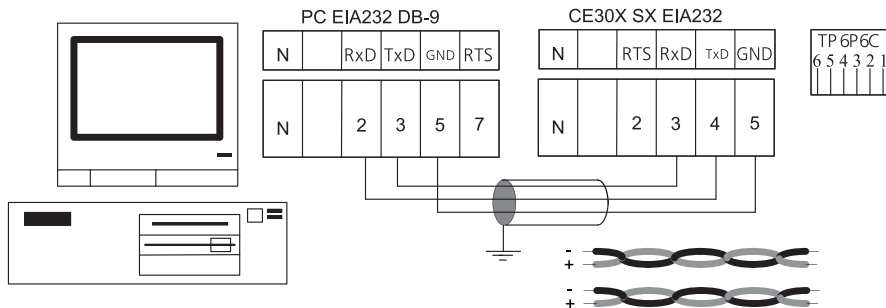 PC EIA232 DB-9
N RxD TxD GND RTS
N 2 3 5 7
CE30X SX EIA232
N RTS RxD TxD GND
N 2 3 4 5
TP 6P6C
6 5 4 3 2 1
-
+
-
+